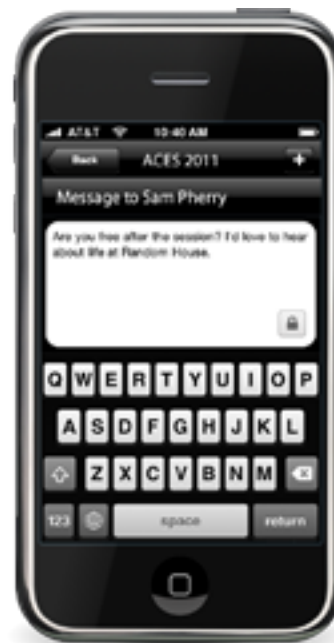 AT&T 10:40 AM
Back ACES 2011 +
Message to Sam Pherry
Are you free after the session? I'd love to hear
about life at Random House.
Q W E R T Y U I O P
A S D F G H J K L
Z X C V B N M
123 space return